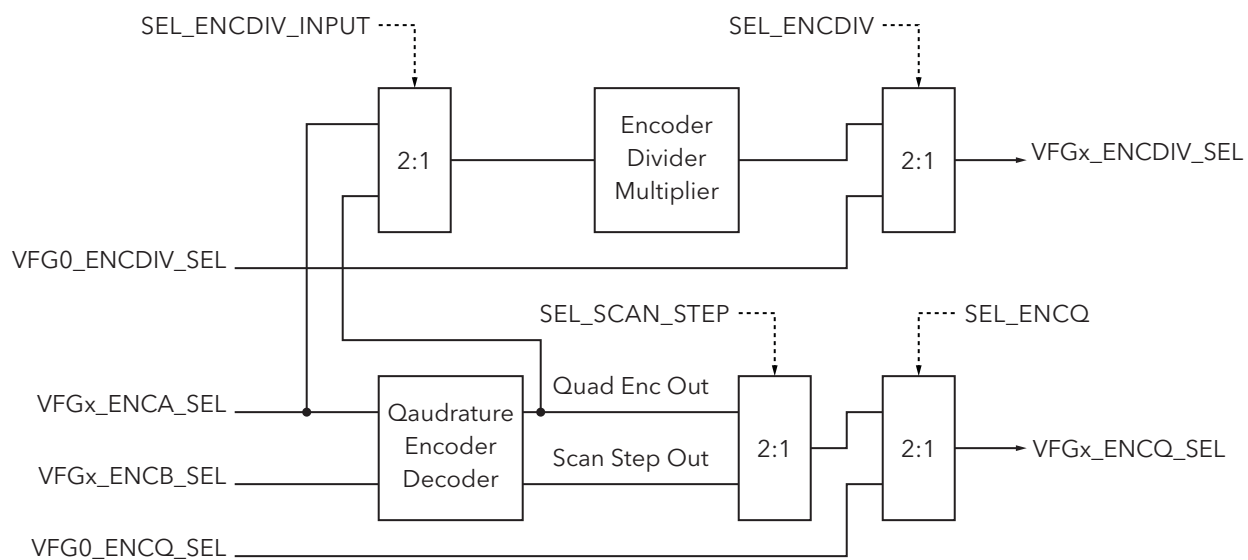 SEL_ENCDIV_INPUT
SEL_ENCDIV
2:1
Encoder
Divider
Multiplier
2:1
VFGx_ENCDIV_SEL
VFG0_ENCDIV_SEL
SEL_SCAN_STEP
SEL_ENCQ
VFGx_ENCA_SEL
VFGx_ENCB_SEL
VFG0_ENCQ_SEL
Qaudrature
Encoder
Decoder
Quad Enc Out
Scan Step Out
2:1
2:1
VFGx_ENCQ_SEL